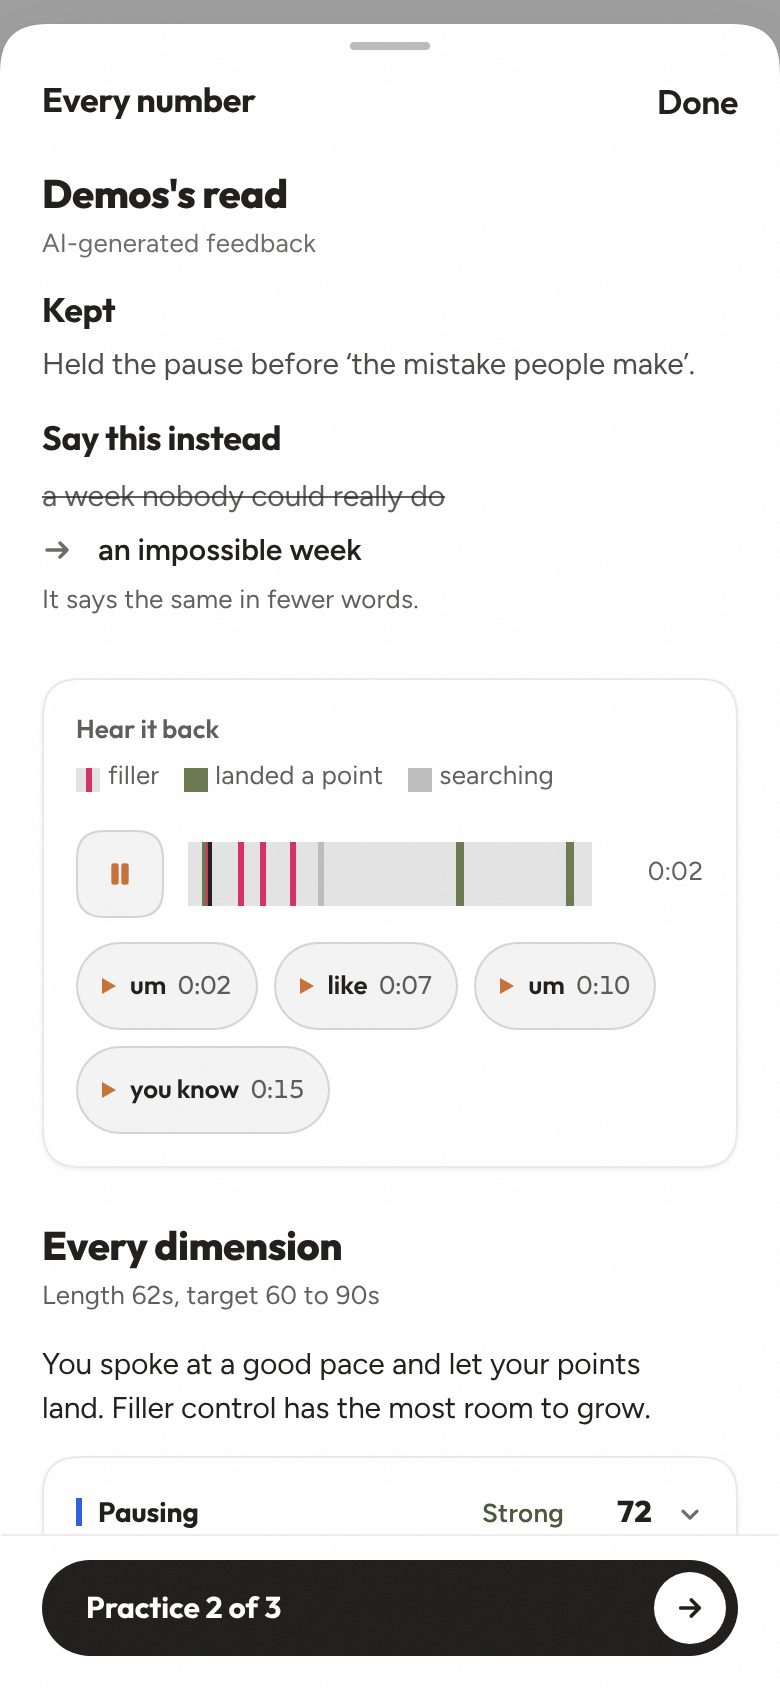 Every number
Done
Demos's read
AI-generated feedback
Kept
Held the pause before ‘the mistake people make’.
Say this instead
a week nobody could really do
→ an impossible week
It says the same in fewer words.
Hear it back
filler landed a point searching
0:02
um 0:02 like 0:07 um 0:10
you know 0:15
Every dimension
Length 62s, target 60 to 90s
You spoke at a good pace and let your points
land. Filler control has the most room to grow.
Pausing Strong 72
Practice 2 of 3